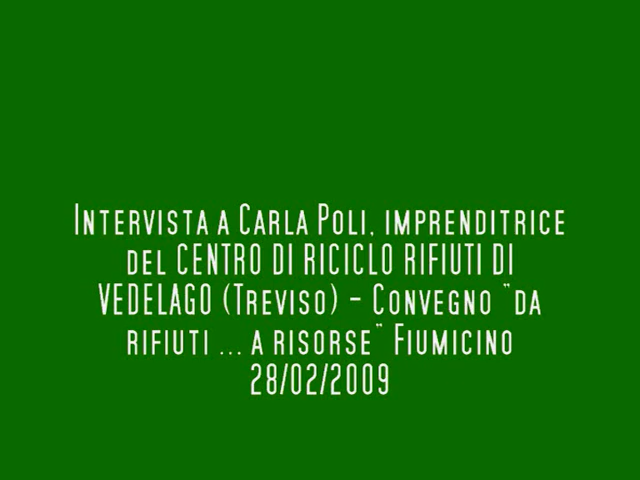 Intervista a Carla Poli, imprenditrice
del CENTRO DI RICICLO RIFIUTI DI
VEDELAGO (Treviso) - Convegno "da
rifiuti ... a risorse" Fiumicino
28/02/2009